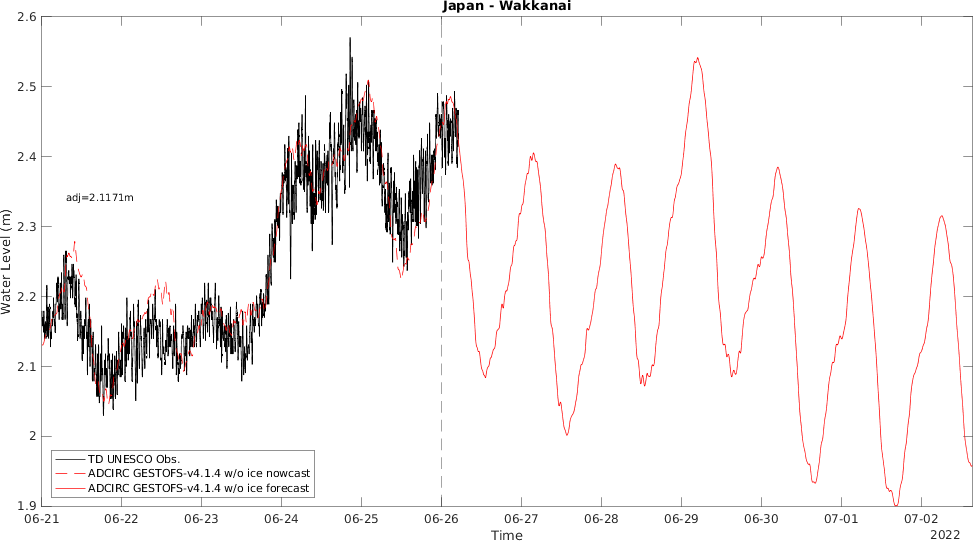 Japan - Wakkanai
2.6
2.5
2.4
2.3
2.2
2.1
2
1.9
Water Level (m)
adj=2.1171m
TD UNESCO Obs.
ADCIRC GESTOFS-v4.1.4 w/o ice nowcast
ADCIRC GESTOFS-v4.1.4 w/o ice forecast
06-21 06-22 06-23 06-24 06-25 06-26 06-27 06-28 06-29 06-30 07-01 07-02
Time
2022